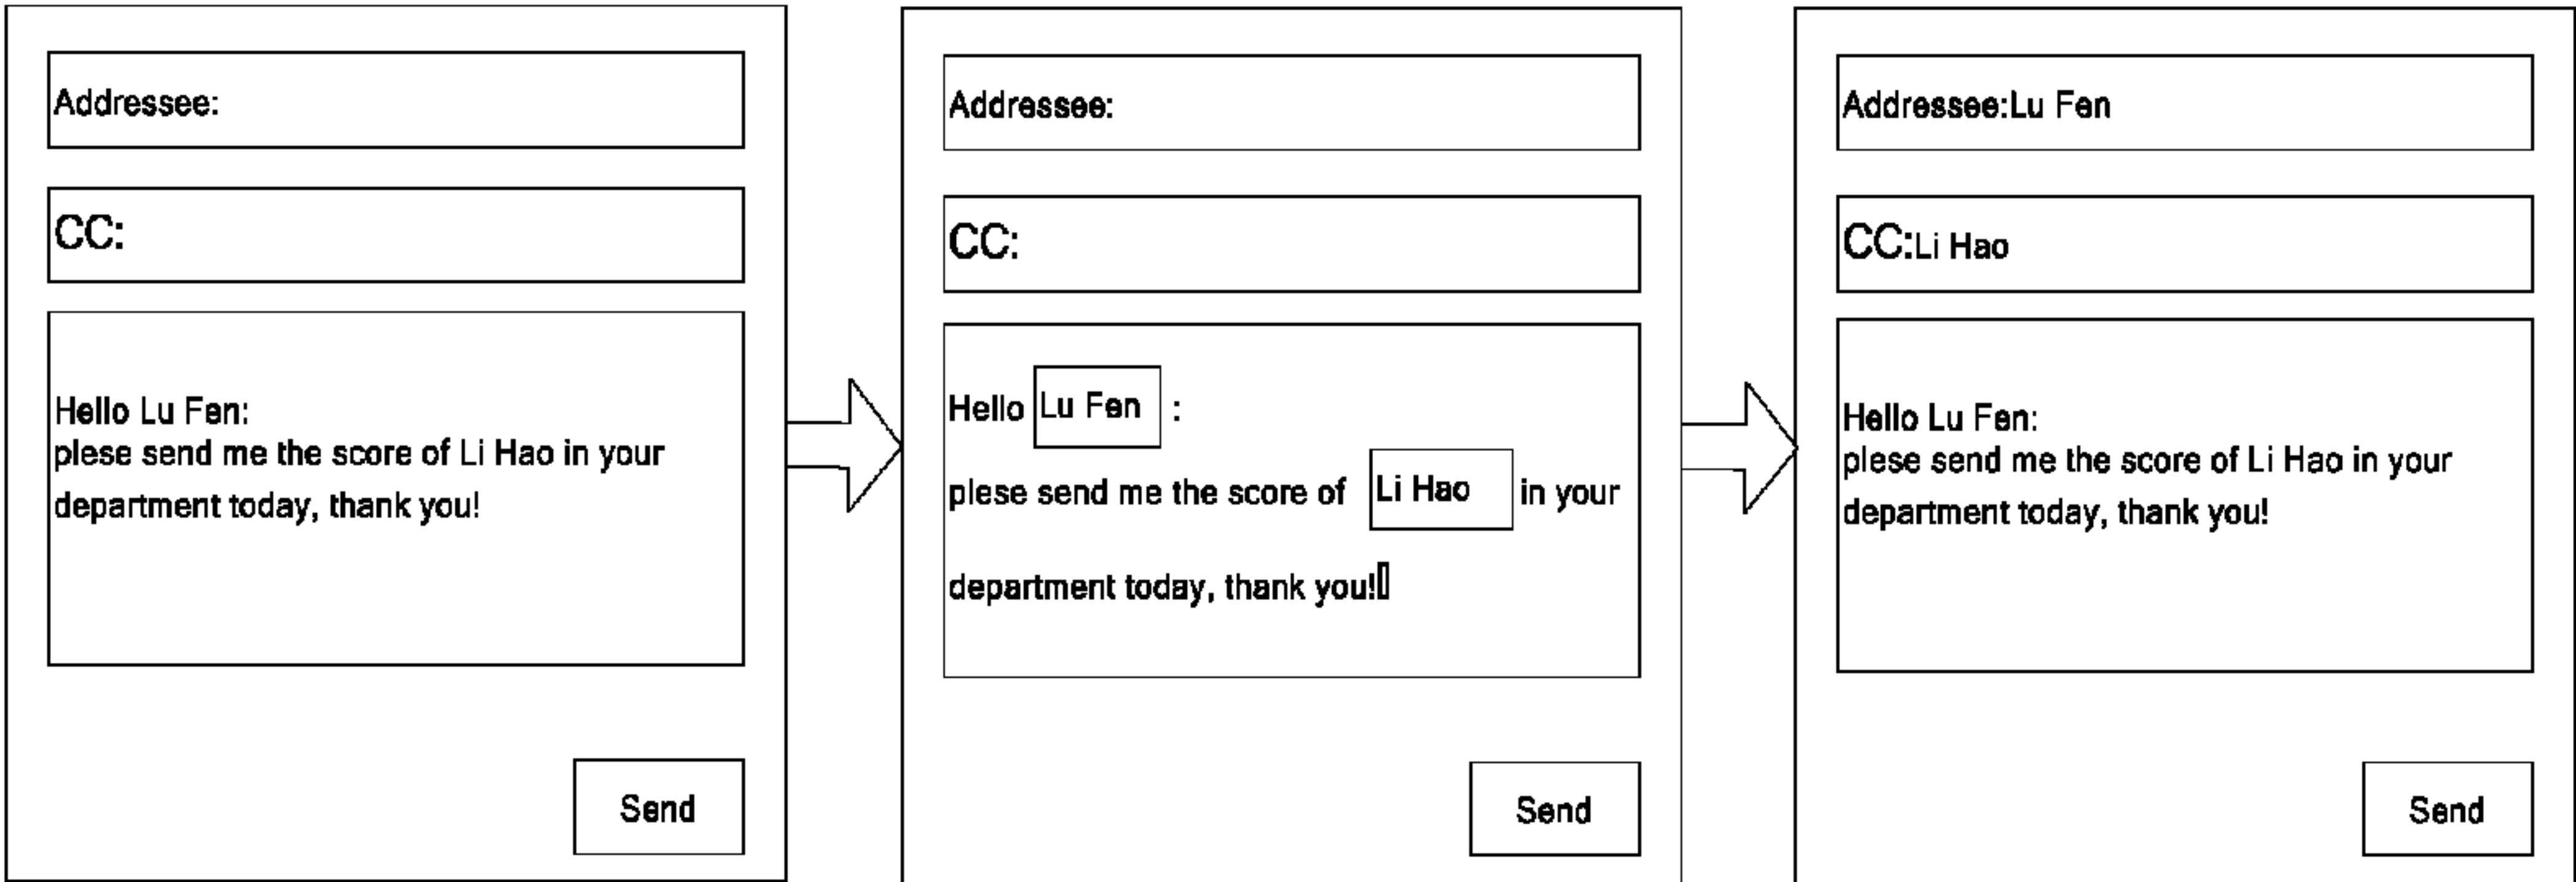 Addressee:
CC:
Hello Lu Fen:
plese send me the score of Li Hao in your
department today, thank you!
Send
Addressee:
CC:
Hello Lu Fen :
plese send me the score of Li Hao in your
department today, thank you!
Send
Addressee:Lu Fen
CC:Li Hao
Hello Lu Fen:
plese send me the score of Li Hao in your
department today, thank you!
Send